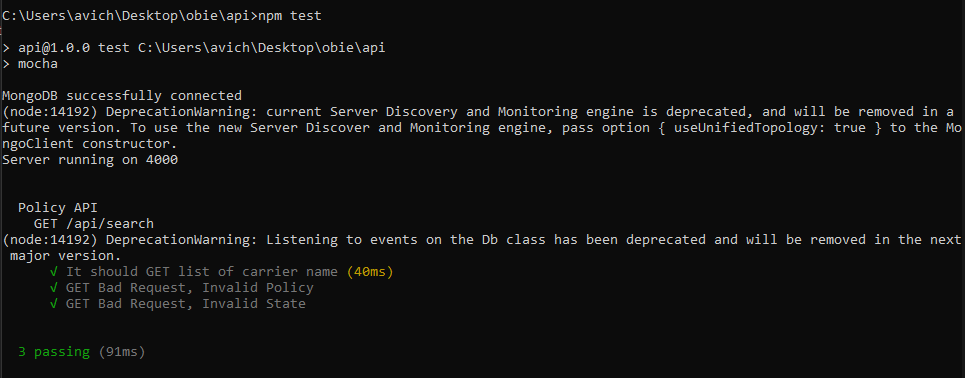 C:\Users\avich\Desktop\obie\api>npm test
> api@1.0.0 test C:\Users\avich\Desktop\obie\api
> mocha
MongoDB successfully connected
(node:14192) DeprecationWarning: current Server Discovery and Monitoring engine is deprecated, and will be removed in a
future version. To use the new Server Discover and Monitoring engine, pass option { useUnifiedTopology: true } to the Mo
ngoClient constructor.
Server running on 4000
Policy API
GET /api/search
(node:14192) DeprecationWarning: Listening to events on the Db class has been deprecated and will be removed in the next
major version.
√ It should GET list of carrier name (40ms)
√ GET Bad Request, Invalid Policy
√ GET Bad Request, Invalid State
3 passing (91ms)